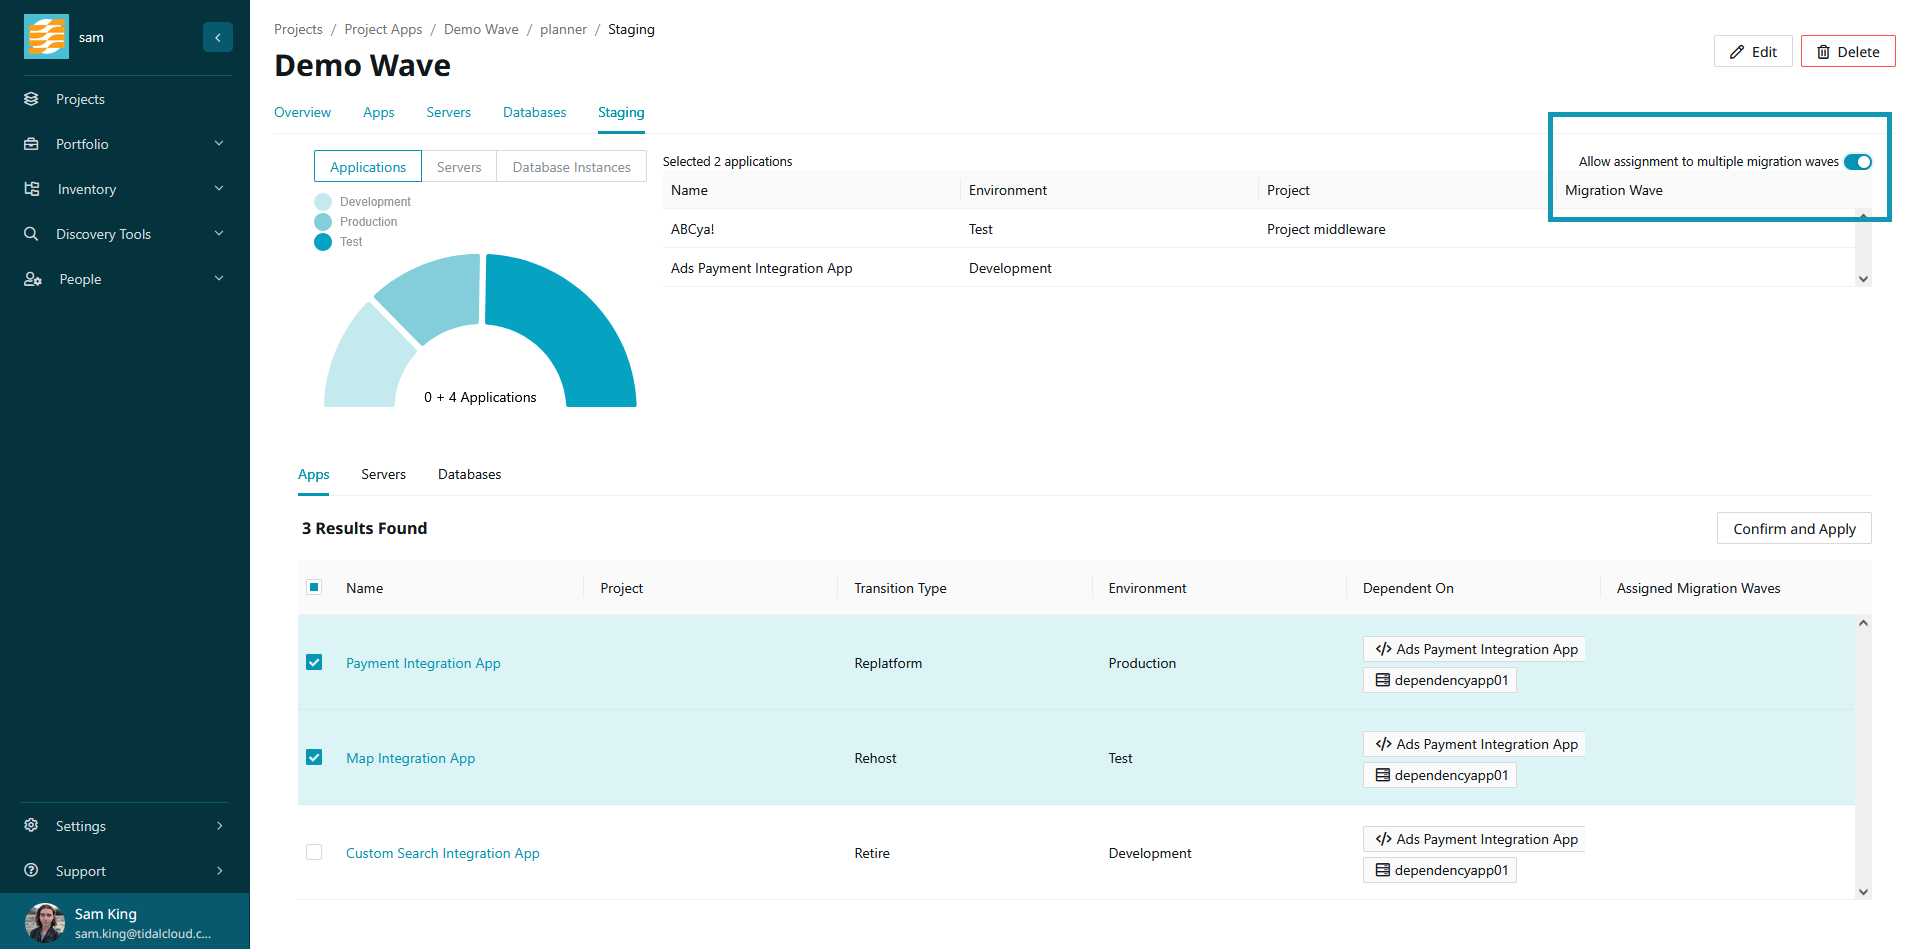 sam
Projects
Portfolio
Inventory
Discovery Tools
People
Settings
Support
Sam King
sam.king@tidalcloud.c...
Projects / Project Apps / Demo Wave / planner / Staging
Demo Wave
Edit
Delete
Overview Apps Servers Databases Staging
Applications Servers Database Instances
Development
Production
Test
0 + 4 Applications
Selected 2 applications
Allow assignment to multiple migration waves
Name Environment Project Migration Wave
ABCya! Test Project middleware
Ads Payment Integration App Development
Apps Servers Databases
3 Results Found
Confirm and Apply
Name Project Transition Type Environment Dependent On Assigned Migration Waves
Payment Integration App Replatform Production
</> Ads Payment Integration App
dependencyapp01
Map Integration App Rehost Test
</> Ads Payment Integration App
dependencyapp01
Custom Search Integration App Retire Development
</> Ads Payment Integration App
dependencyapp01